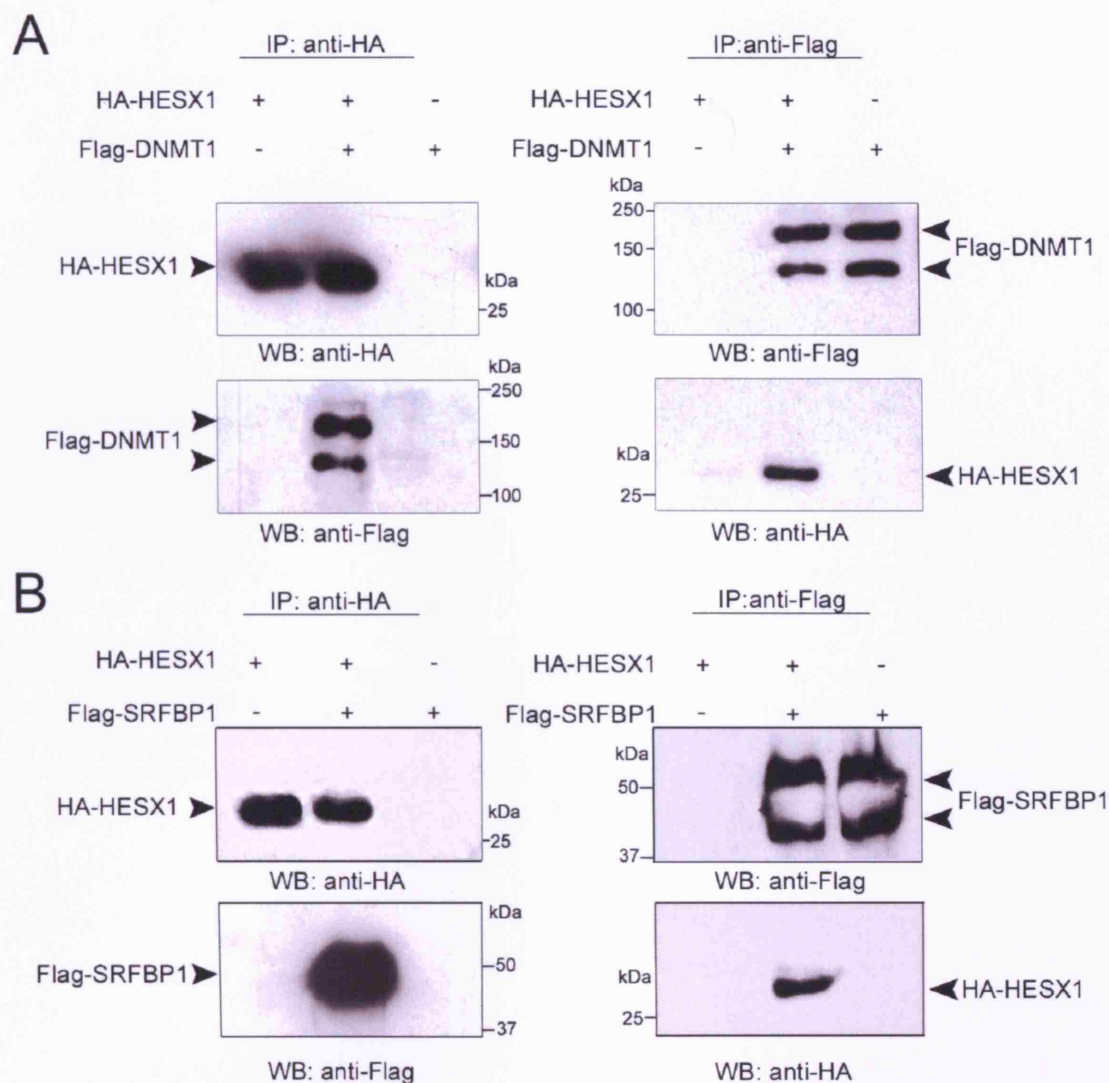 A
IP: anti-HA
HA-HESX1 + + -
Flag-DNMT1 - + +
HA-HESX1
kDa
25
WB: anti-HA
kDa
250
Flag-DNMT1
150
100
WB: anti-Flag
IP:anti-Flag
HA-HESX1 + + -
Flag-DNMT1 - + +
kDa
250
150
Flag-DNMT1
100
WB: anti-Flag
kDa
25
HA-HESX1
WB: anti-HA
B
IP: anti-HA
HA-HESX1 + + -
Flag-SRFBP1 - + +
HA-HESX1
kDa
25
WB: anti-HA
kDa
Flag-SRFBP1
50
37
WB: anti-Flag
IP:anti-Flag
HA-HESX1 + + -
Flag-SRFBP1 - + +
kDa
50
Flag-SRFBP1
37
WB: anti-Flag
kDa
25
HA-HESX1
WB: anti-HA